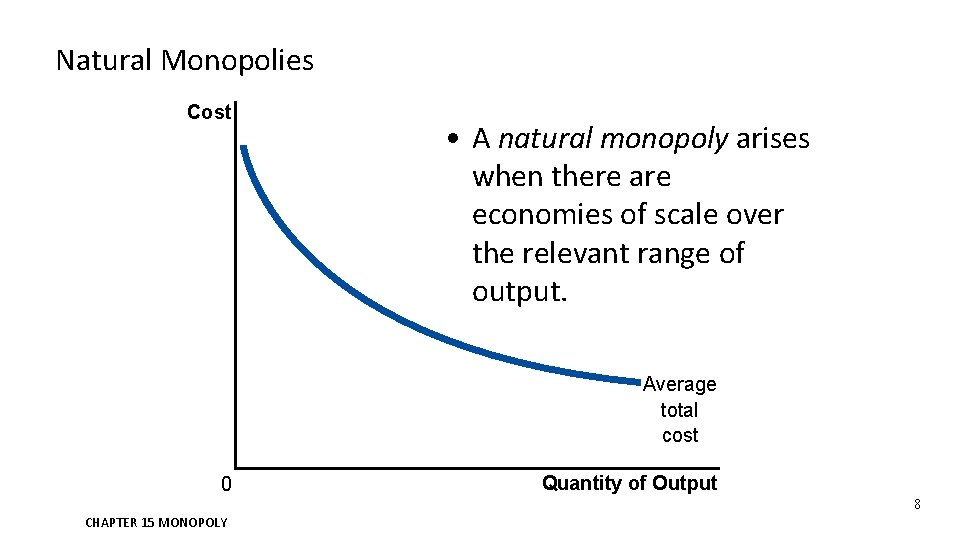 Natural Monopolies
Cost
• A natural monopoly arises
when there are
economies of scale over
the relevant range of
output.
Average
total
cost
0
Quantity of Output
8
CHAPTER 15 MONOPOLY